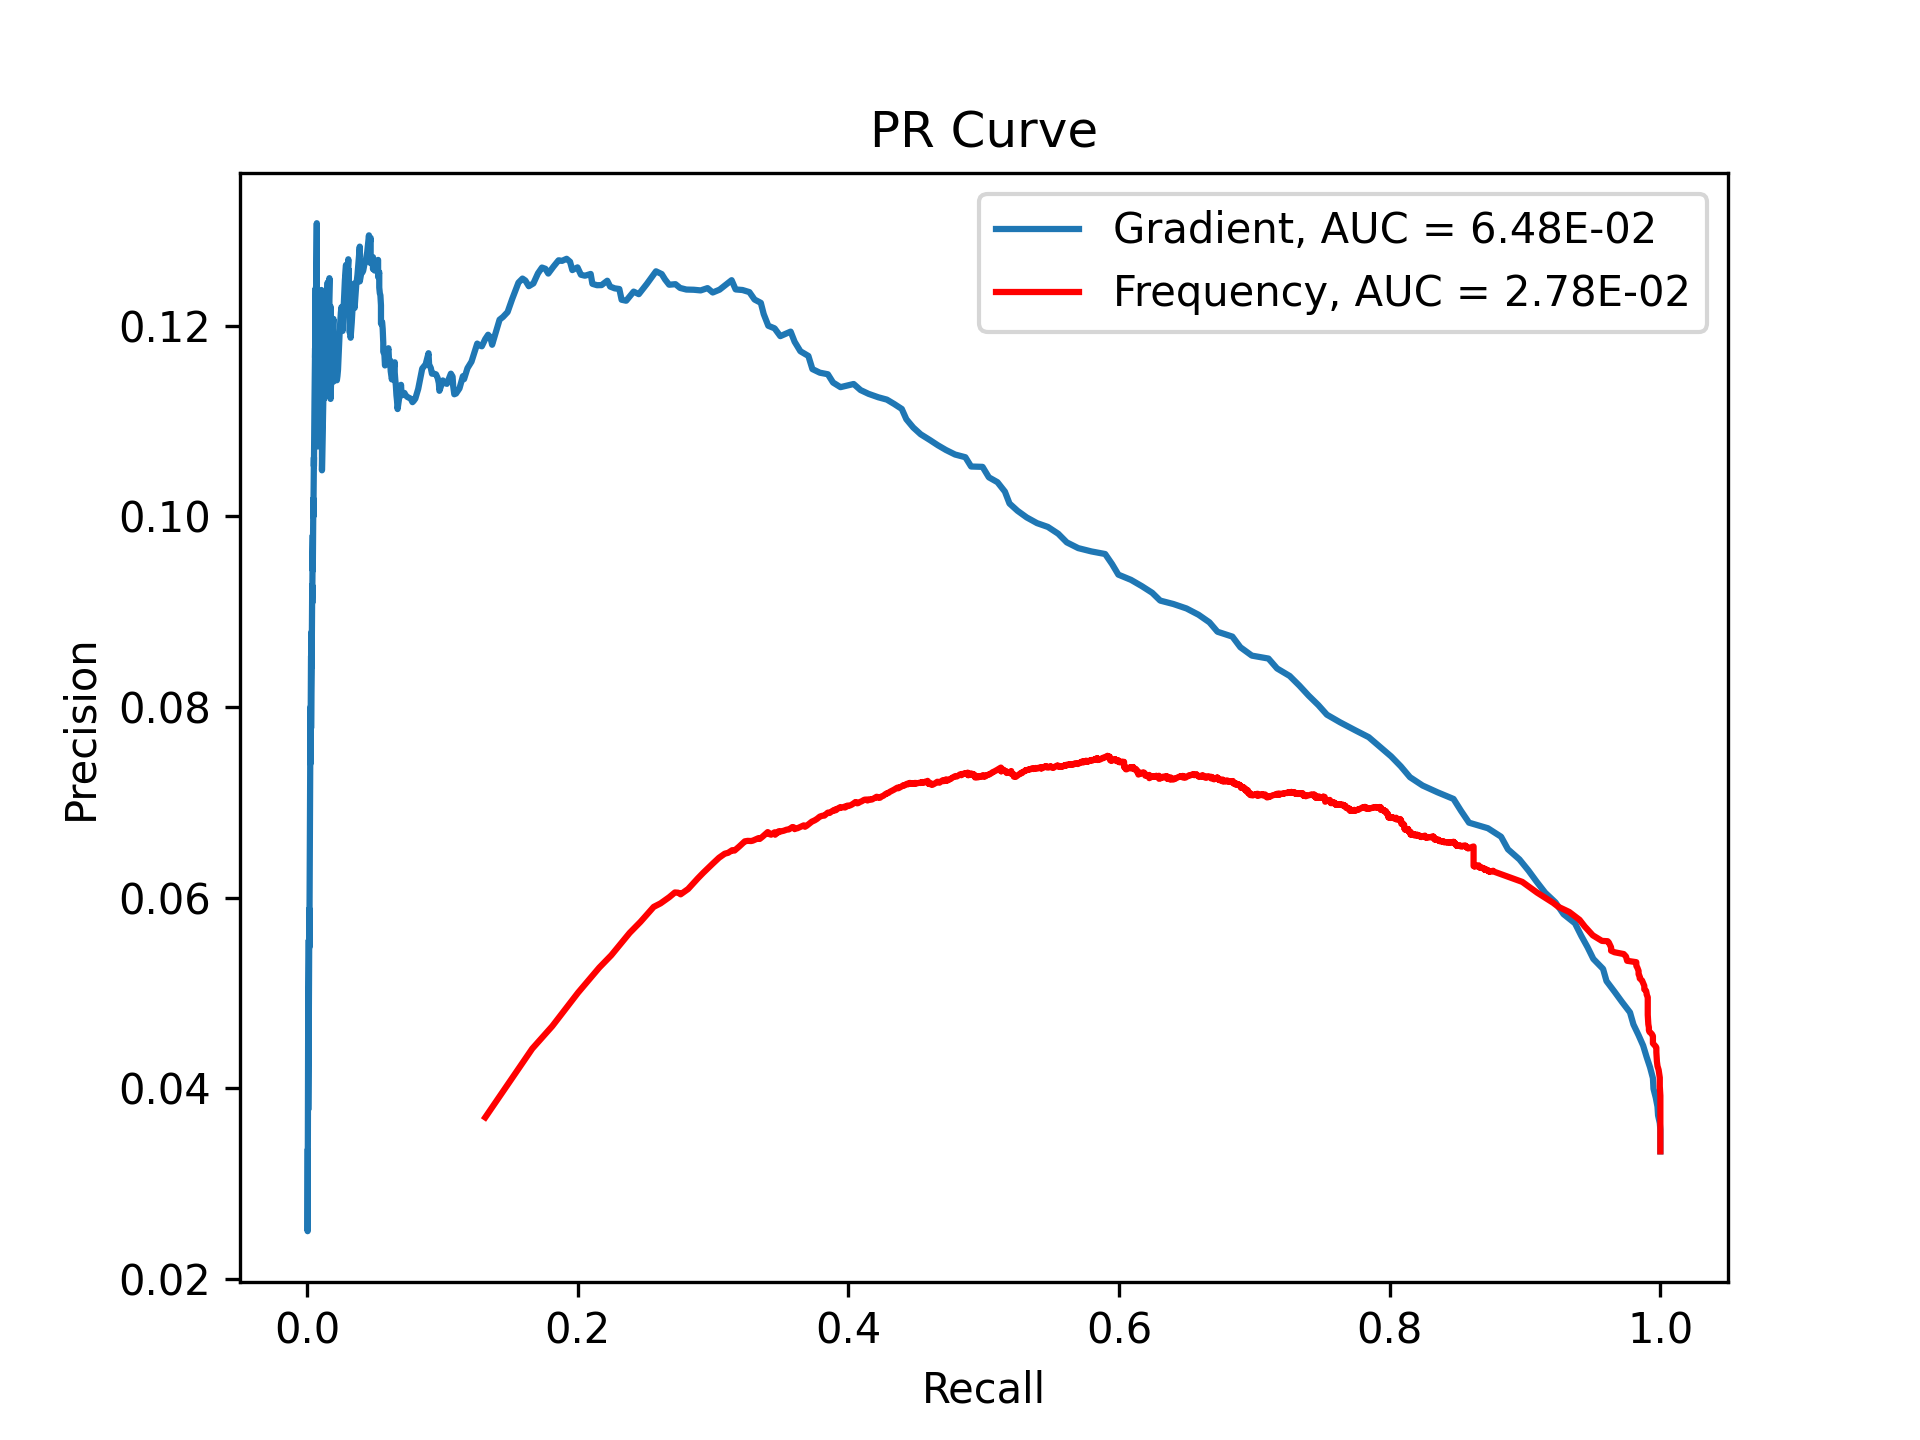 PR Curve
Gradient, AUC = 6.48E-02
Frequency, AUC = 2.78E-02
Precision
0.12
0.10
0.08
0.06
0.04
0.02
0.0 0.2 0.4 0.6 0.8 1.0
Recall